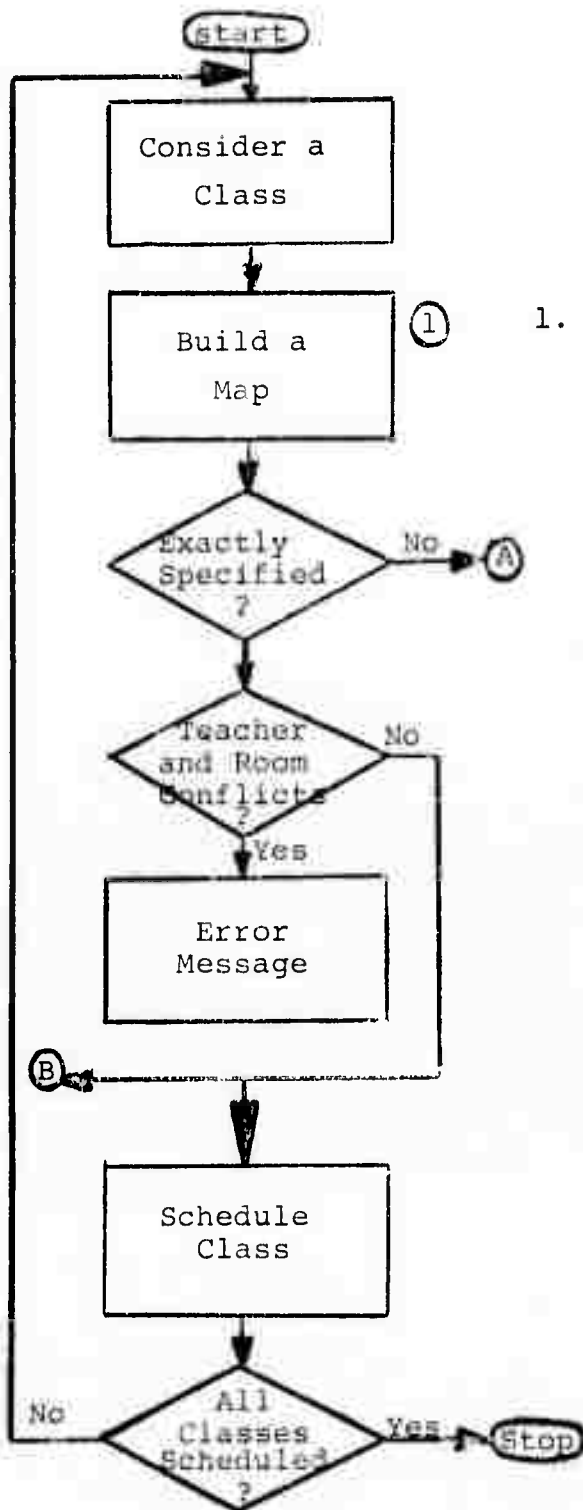 start
Consider a
Class
Build a
Map
1
1.
Exactly
Specified
?
No
A
Teacher
and Room
Conflicts
?
No
Yes
Error
Message
B
Schedule
Class
All
Classes
Scheduled
?
No
Yes
Stop